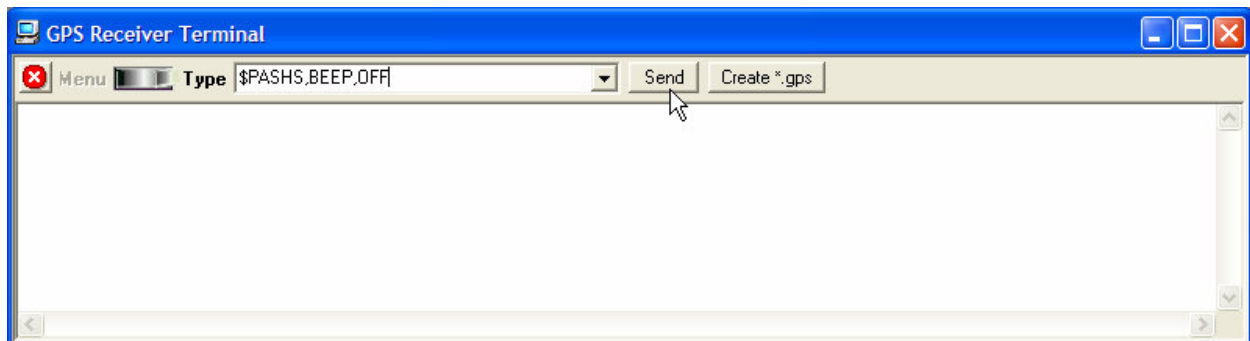 GPS Receiver Terminal
Menu Type $PASHS,BEEP,OFF Send Create *.gps